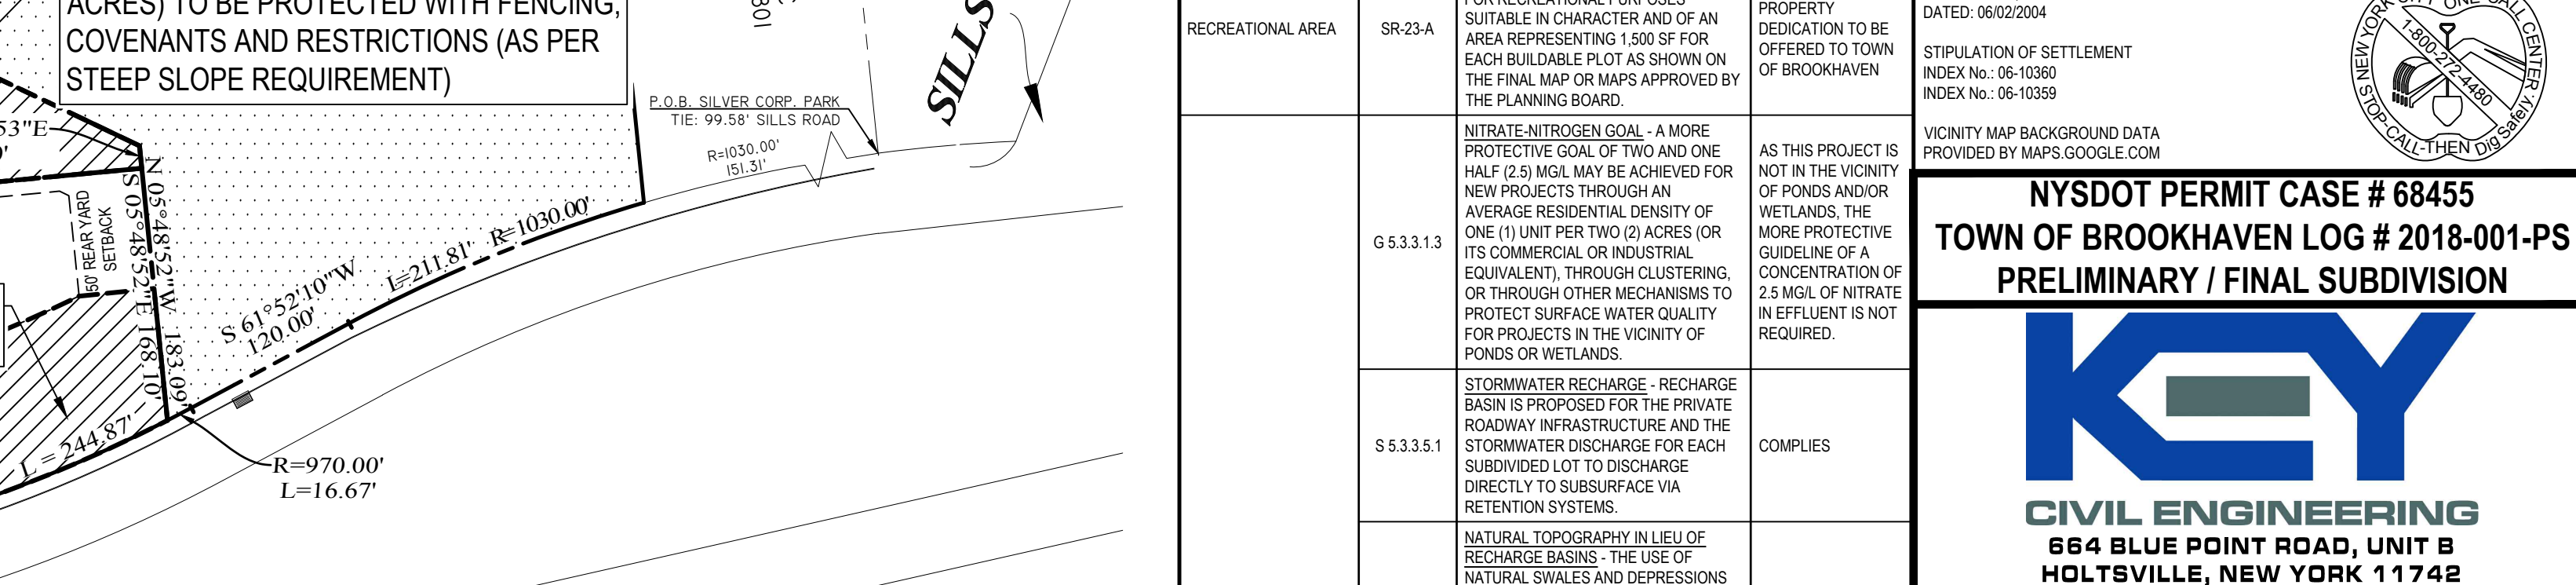 ACRES) TO BE PROTECTED WITH FENCING,
COVENANTS AND RESTRICTIONS (AS PER
STEEP SLOPE REQUIREMENT)
53"E
N 05°48'52"W 183.09'
S 05°48'52"E 168.10'
50' REAR YARD
SETBACK
S 61°52'10"W
120.00'
L=211.81'
R=1030.00'
L = 244.87'
R=970.00'
L=16.67'
P.O.B. SILVER CORP. PARK
TIE: 99.58' SILLS ROAD
R=1030.00'
151.31'
SILLS
RECREATIONAL AREA
SR-23-A
FOR RECREATIONAL PURPOSES
SUITABLE IN CHARACTER AND OF AN
AREA REPRESENTING 1,500 SF FOR
EACH BUILDABLE PLOT AS SHOWN ON
THE FINAL MAP OR MAPS APPROVED BY
THE PLANNING BOARD.
PROPERTY
DEDICATION TO BE
OFFERED TO TOWN
OF BROOKHAVEN
G 5.3.3.1.3
NITRATE-NITROGEN GOAL - A MORE
PROTECTIVE GOAL OF TWO AND ONE
HALF (2.5) MG/L MAY BE ACHIEVED FOR
NEW PROJECTS THROUGH AN
AVERAGE RESIDENTIAL DENSITY OF
ONE (1) UNIT PER TWO (2) ACRES (OR
ITS COMMERCIAL OR INDUSTRIAL
EQUIVALENT), THROUGH CLUSTERING,
OR THROUGH OTHER MECHANISMS TO
PROTECT SURFACE WATER QUALITY
FOR PROJECTS IN THE VICINITY OF
PONDS OR WETLANDS.
AS THIS PROJECT IS
NOT IN THE VICINITY
OF PONDS AND/OR
WETLANDS, THE
MORE PROTECTIVE
GUIDELINE OF A
CONCENTRATION OF
2.5 MG/L OF NITRATE
IN EFFLUENT IS NOT
REQUIRED.
S 5.3.3.5.1
STORMWATER RECHARGE - RECHARGE
BASIN IS PROPOSED FOR THE PRIVATE
ROADWAY INFRASTRUCTURE AND THE
STORMWATER DISCHARGE FOR EACH
SUBDIVIDED LOT TO DISCHARGE
DIRECTLY TO SUBSURFACE VIA
RETENTION SYSTEMS.
COMPLIES
NATURAL TOPOGRAPHY IN LIEU OF
RECHARGE BASINS - THE USE OF
NATURAL SWALES AND DEPRESSIONS
DATED: 06/02/2004
STIPULATION OF SETTLEMENT
INDEX No.: 06-10360
INDEX No.: 06-10359
VICINITY MAP BACKGROUND DATA
PROVIDED BY MAPS.GOOGLE.COM
NEW YORK CITY ONE CALL CENTER.
1-800-272-4480
STOP-CALL-THEN Dig Safely.
NYSDOT PERMIT CASE # 68455
TOWN OF BROOKHAVEN LOG # 2018-001-PS
PRELIMINARY / FINAL SUBDIVISION
KEY
CIVIL ENGINEERING
664 BLUE POINT ROAD, UNIT B
HOLTSVILLE, NEW YORK 11742